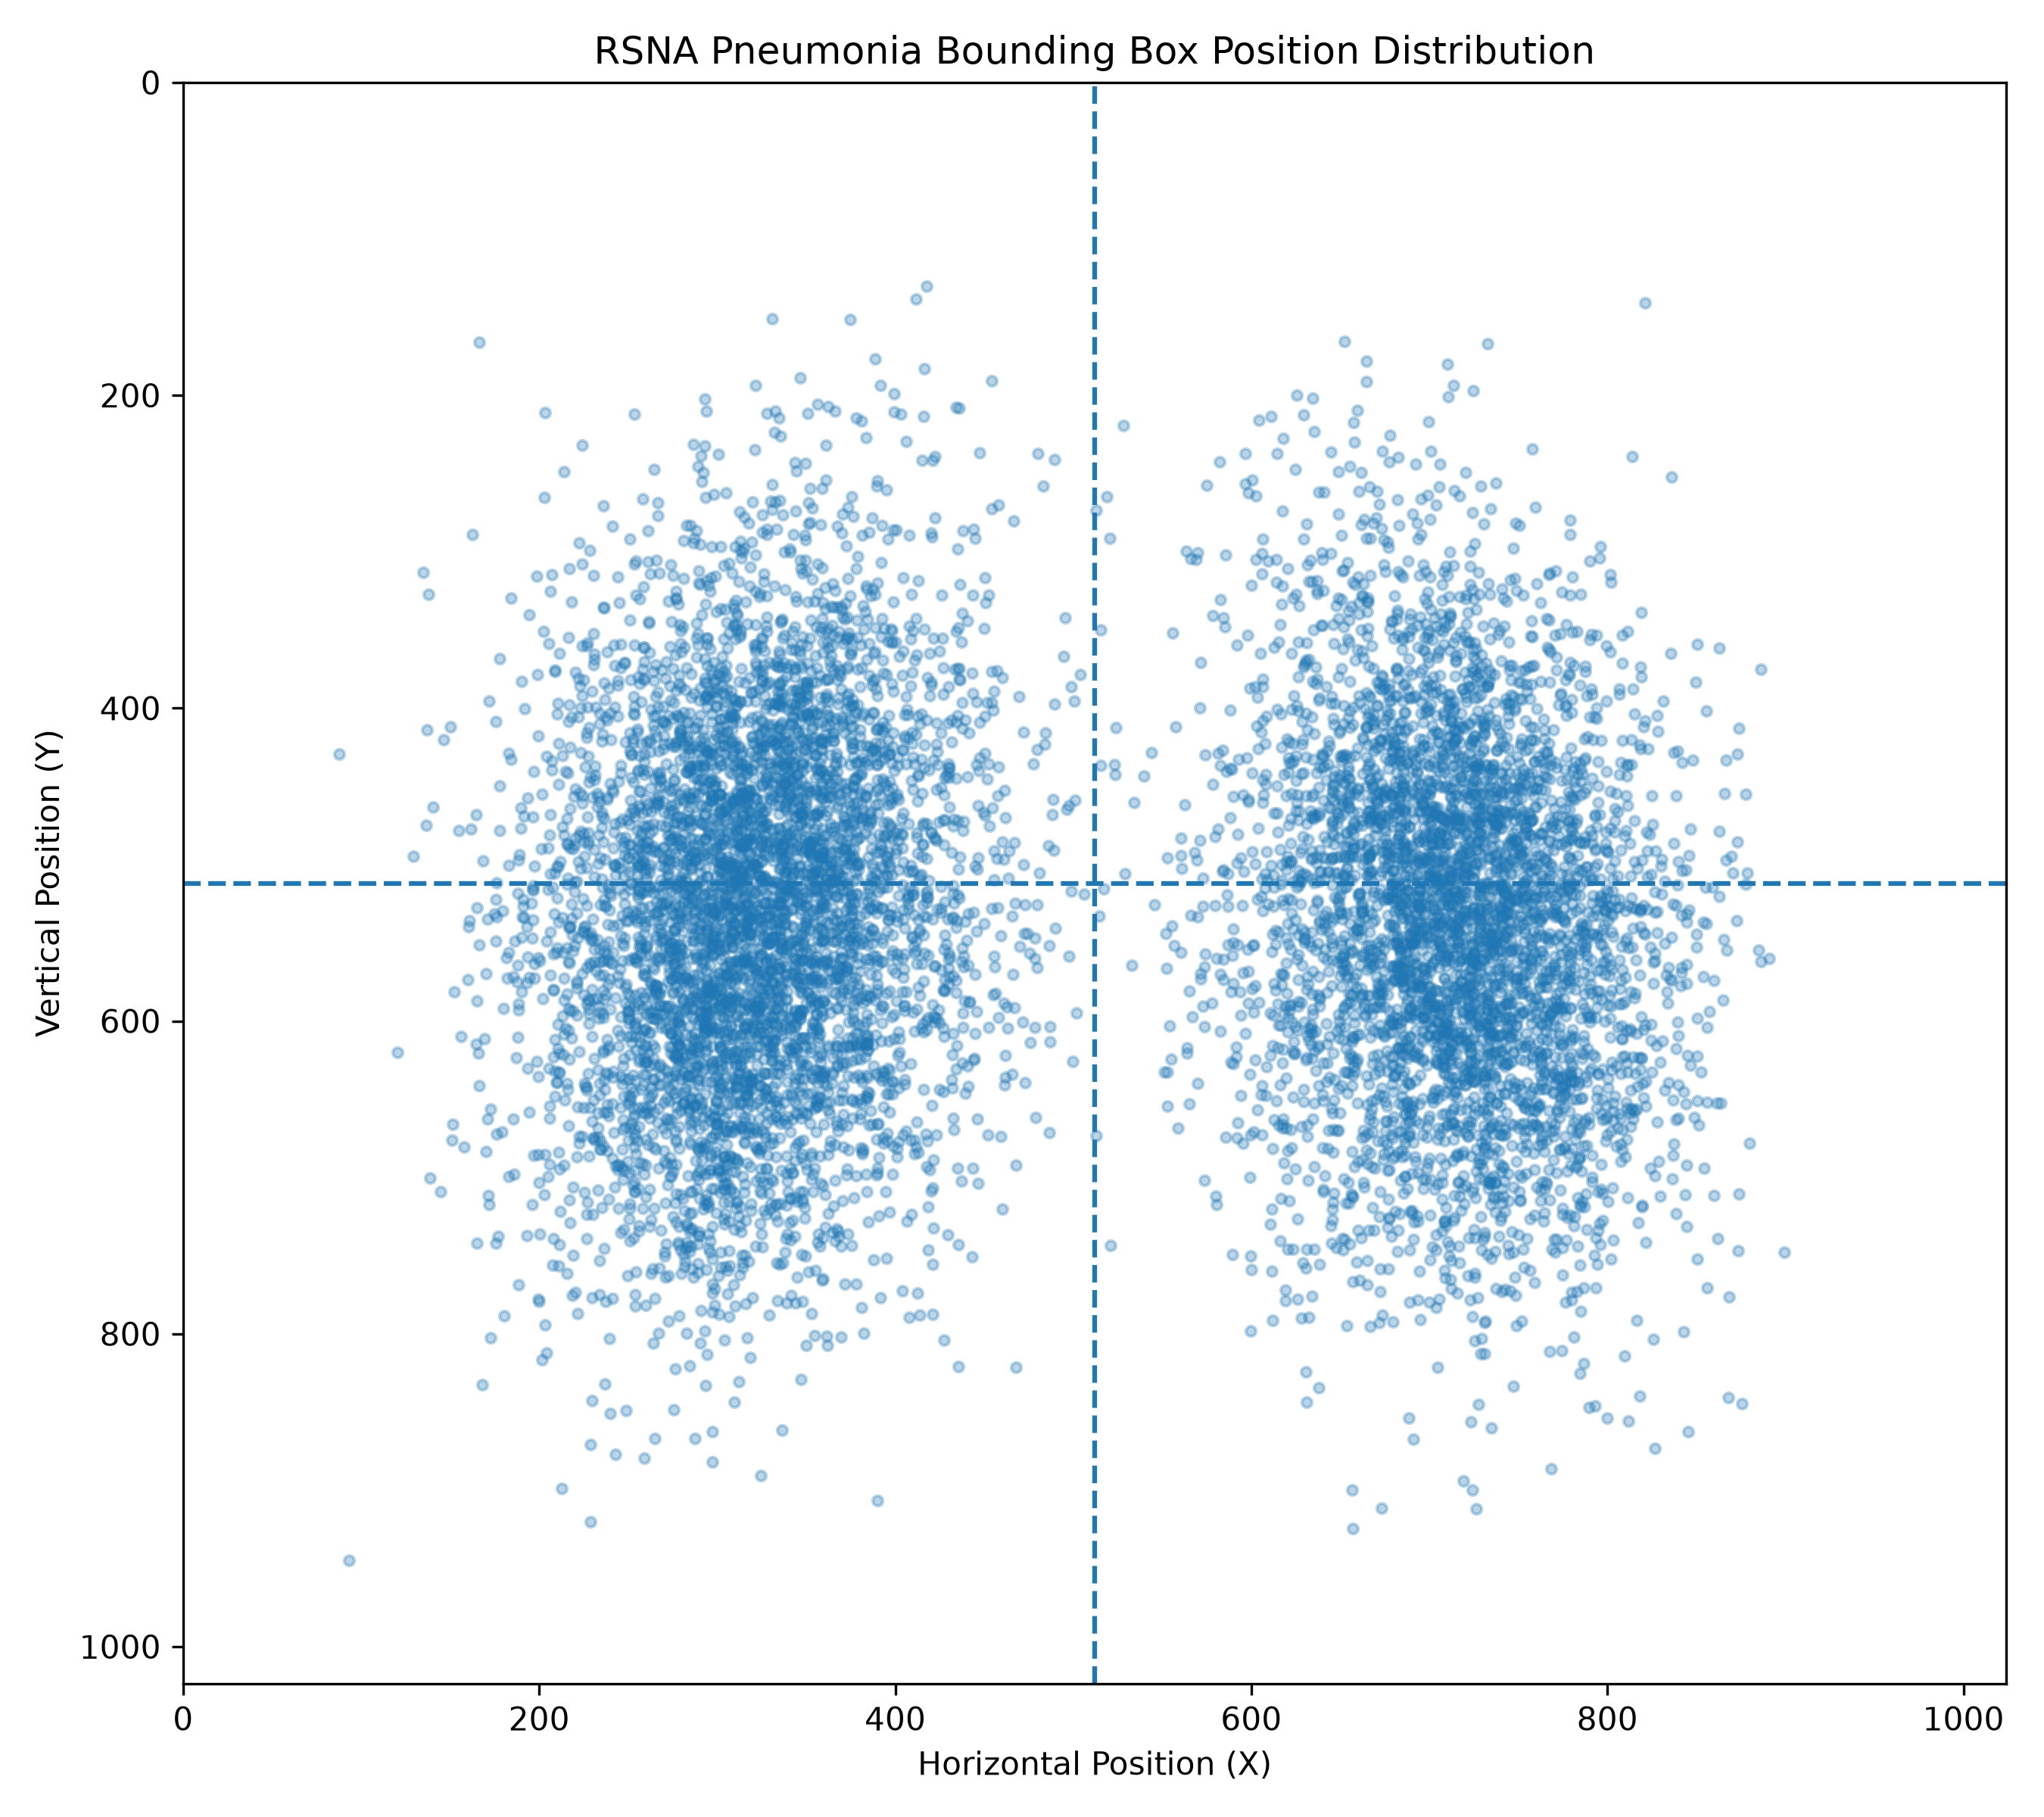 RSNA Pneumonia Bounding Box Position Distribution
0
200
400
600
800
1000
Vertical Position (Y)
0 200 400 600 800 1000
Horizontal Position (X)